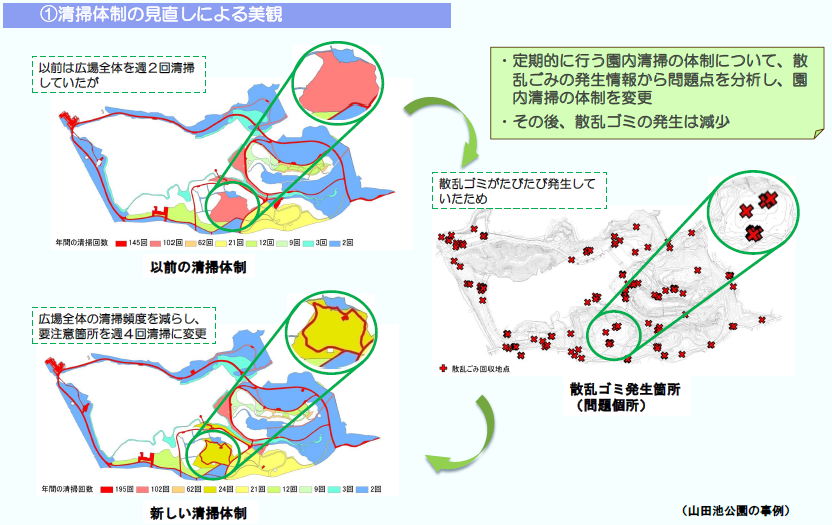 ①清掃体制の見直しによる美観
以前は広場全体を週２回清掃
していたが
・定期的に行う園内清掃の体制について、散
乱ごみの発生情報から問題点を分析し、園
内清掃の体制を変更
・その後、散乱ゴミの発生は減少
年間の清掃回数 145回 102回 62回 21回 12回 9回 3回 2回
以前の清掃体制
散乱ゴミがたびたび発生して
いたため
散乱ごみ回収地点
散乱ゴミ発生箇所
（問題個所）
広場全体の清掃頻度を減らし、
要注意箇所を週４回清掃に変更
年間の清掃回数 195回 102回 62回 24回 21回 12回 9回 3回 2回
新しい清掃体制
（山田池公園の事例）